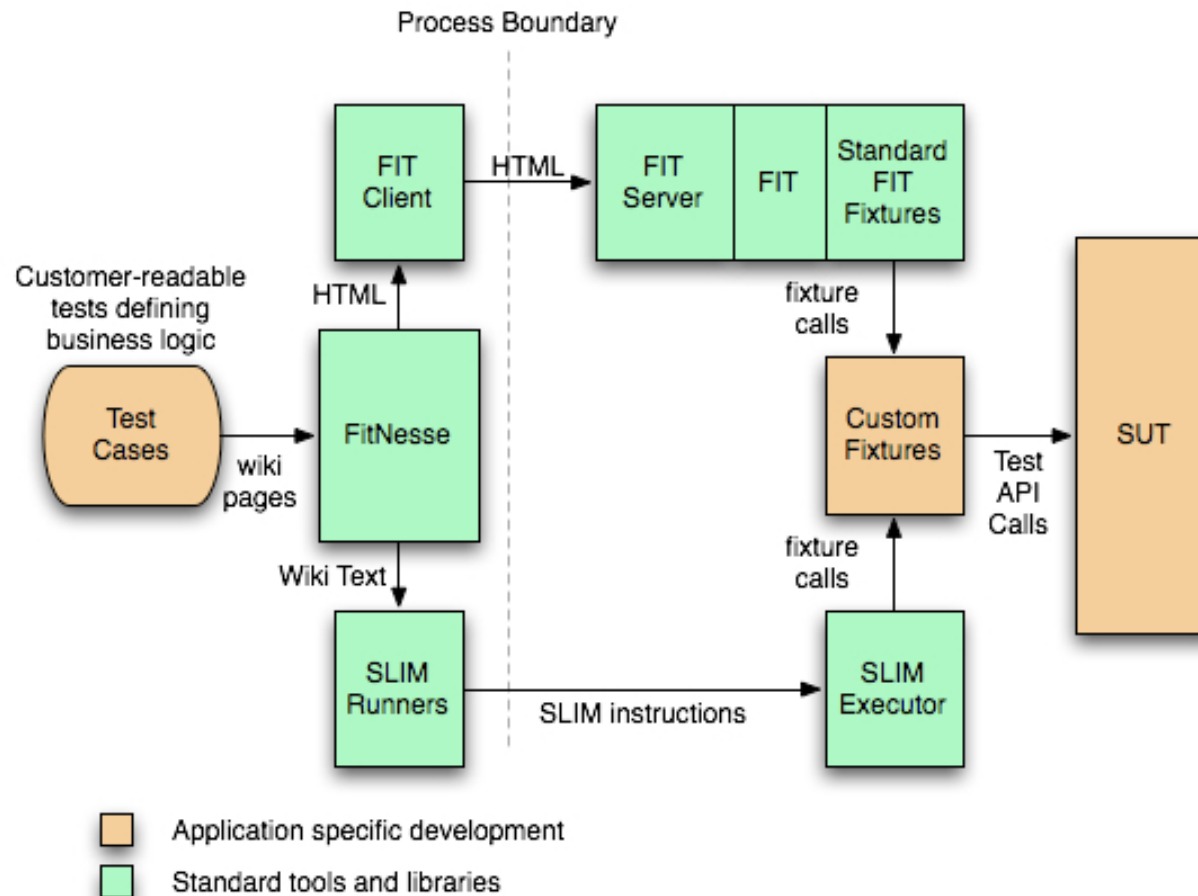 Process Boundary
FIT
Client
HTML
FIT
Server
FIT
Standard
FIT
Fixtures
Customer-readable
tests defining
business logic
HTML
fixture
calls
Test
Cases
wiki
pages
FitNesse
Custom
Fixtures
Test
API
Calls
SUT
Wiki Text
fixture
calls
SLIM
Runners
SLIM instructions
SLIM
Executor
Application specific development
Standard tools and libraries